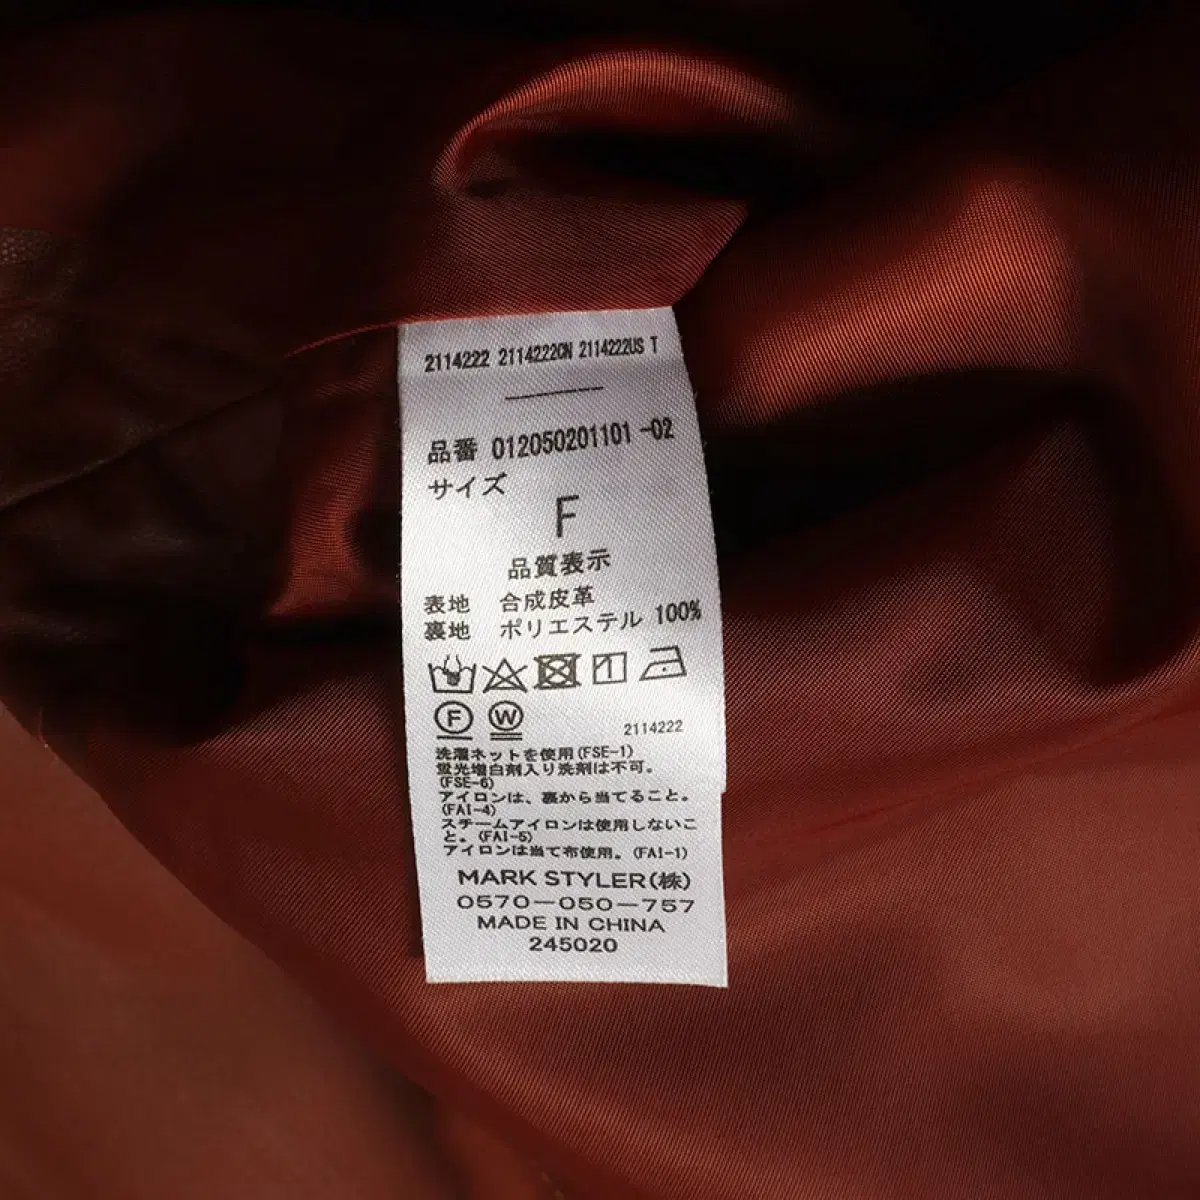 2114222 2114222CN 2114222US T
品番 012050201101 -02
サイズ
F
品質表示
表地 合成皮革
裏地 ポリエステル 100%
F W
2114222
洗濯ネットを使用(FSE-1)
蛍光増白剤入り洗剤は不可。
(FSE-6)
アイロンは、裏から当てること。
(FAI-4)
スチームアイロンは使用しないこ
と。(FAI-5)
アイロンは当て布使用。(FAI-1)
MARK STYLER(株)
0570-050-757
MADE IN CHINA
245020